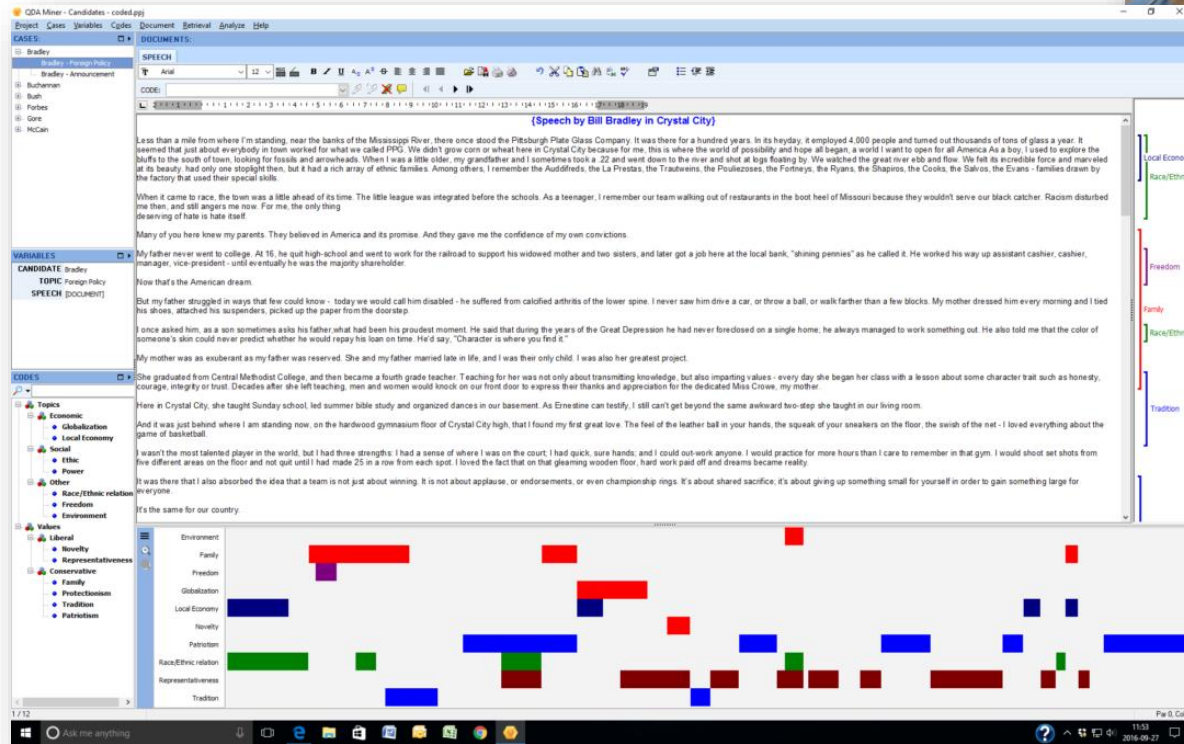 QDA Miner - Candidates - coded.ppj
Project Cases Variables Codes Document Retrieval Analyze Help
CASES:
Bradley
Bradley - Foreign Policy
Bradley - Announcement
Buchannan
Bush
Forbes
Gore
McCain
VARIABLES
CANDIDATE Bradley
TOPIC Foreign Policy
SPEECH [DOCUMENT]
CODES
Topics
Economic
Globalization
Local Economy
Social
Ethic
Power
Other
Race/Ethnic relation
Freedom
Environment
Values
Liberal
Novelty
Representativeness
Conservative
Family
Protectionism
Tradition
Patriotism
DOCUMENTS:
SPEECH
Arial
12
CODE:
{Speech by Bill Bradley in Crystal City}
Less than a mile from where I'm standing, near the banks of the Mississippi River, there once stood the Pittsburgh Plate Glass Company. It was there for a hundred years. In its heyday, it employed 4,000 people and turned out thousands of tons of glass a year. It
seemed that just about everybody in town worked for what we called PPG. We didn't grow corn or wheat here in Crystal City because for me, this is where the world of possibility and hope all began, a world I want to open for all America As a boy, I used to explore the
bluffs to the south of town, looking for fossils and arrowheads. When I was a little older, my grandfather and I sometimes took a .22 and went down to the river and shot at logs floating by. We watched the great river ebb and flow. We felt its incredible force and marveled
at its beauty. had only one stoplight then, but it had a rich array of ethnic families. Among others, I remember the Auddifreds, the La Prestas, the Trautweins, the Pouliezoses, the Fortneys, the Ryans, the Shapiros, the Cooks, the Salvos, the Evans - families drawn by
the factory that used their special skills.
When it came to race, the town was a little ahead of its time. The little league was integrated before the schools. As a teenager, I remember our team walking out of restaurants in the boot heel of Missouri because they wouldn't serve our black catcher. Racism disturbed
me then, and still angers me now. For me, the only thing
deserving of hate is hate itself.
Many of you here knew my parents. They believed in America and its promise. And they gave me the confidence of my own convictions.
My father never went to college. At 16, he quit high-school and went to work for the railroad to support his widowed mother and two sisters, and later got a job here at the local bank, "shining pennies" as he called it. He worked his way up assistant cashier, cashier,
manager, vice-president - until eventually he was the majority shareholder.
Now that's the American dream.
But my father struggled in ways that few could know - today we would call him disabled - he suffered from calcified arthritis of the lower spine. I never saw him drive a car, or throw a ball, or walk farther than a few blocks. My mother dressed him every morning and I tied
his shoes, attached his suspenders, picked up the paper from the doorstep.
I once asked him, as a son sometimes asks his father,what had been his proudest moment. He said that during the years of the Great Depression he had never foreclosed on a single home; he always managed to work something out. He also told me that the color of
someone's skin could never predict whether he would repay his loan on time. He'd say, "Character is where you find it."
My mother was as exuberant as my father was reserved. She and my father married late in life, and I was their only child. I was also her greatest project.
She graduated from Central Methodist College, and then became a fourth grade teacher. Teaching for her was not only about transmitting knowledge, but also imparting values - every day she began her class with a lesson about some character trait such as honesty,
courage, integrity or trust. Decades after she left teaching, men and women would knock on our front door to express their thanks and appreciation for the dedicated Miss Crowe, my mother.
Here in Crystal City, she taught Sunday school, led summer bible study and organized dances in our basement. As Ernestine can testify, I still can't get beyond the same awkward two-step she taught in our living room.
And it was just behind where I am standing now, on the hardwood gymnasium floor of Crystal City high, that I found my first great love. The feel of the leather ball in your hands, the squeak of your sneakers on the floor, the swish of the net - I loved everything about the
game of basketball.
I wasn't the most talented player in the world, but I had three strengths: I had a sense of where I was on the court; I had quick, sure hands; and I could out-work anyone. I would practice for more hours than I care to remember in that gym. I would shoot set shots from
five different areas on the floor and not quit until I had made 25 in a row from each spot. I loved the fact that on that gleaming wooden floor, hard work paid off and dreams became reality.
It was there that I also absorbed the idea that a team is not just about winning. It is not about applause, or endorsements, or even championship rings. It's about shared sacrifice; it's about giving up something small for yourself in order to gain something large for
everyone.
It's the same for our country.
Local Econo
Race/Ethn
Freedom
Family
Race/Ethn
Tradition
Environment
Family
Freedom
Globalization
Local Economy
Novelty
Patriotism
Race/Ethnic relation
Representativeness
Tradition
1 / 12
Par 0, Col
Ask me anything
11:53
2016-09-27